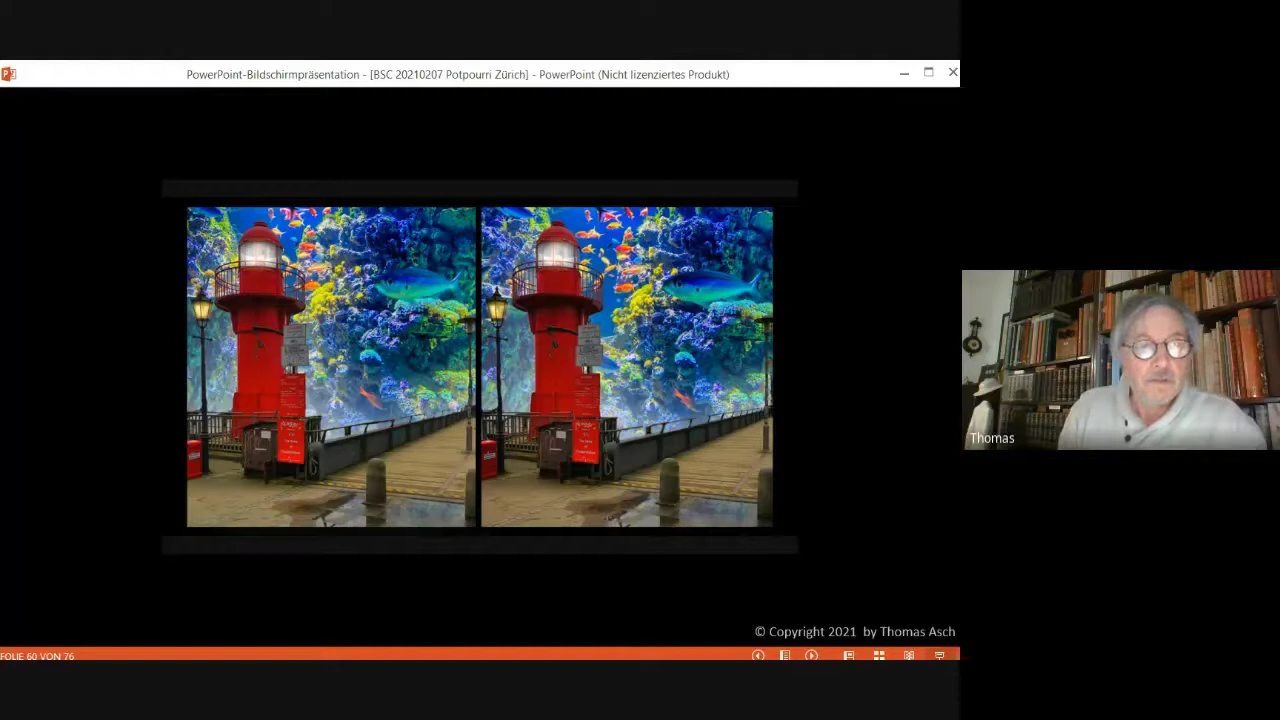 PowerPoint-Bildschirmpräsentation - [BSC 20210207 Potpourri Zürich] - PowerPoint (Nicht lizenziertes Produkt)
Thomas
© Copyright 2021 by Thomas Asch
FOLIE 60 VON 76